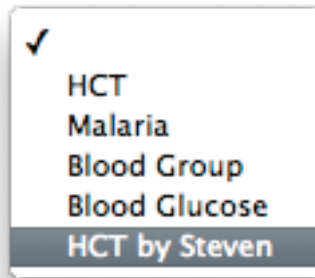 ✓
HCT
Malaria
Blood Group
Blood Glucose
HCT by Steven